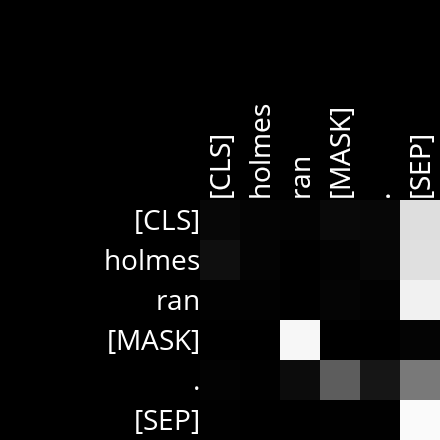 [CLS]
holmes
ran
[MASK]
.
[SEP]
[CLS]
holmes
ran
[MASK]
.
[SEP]